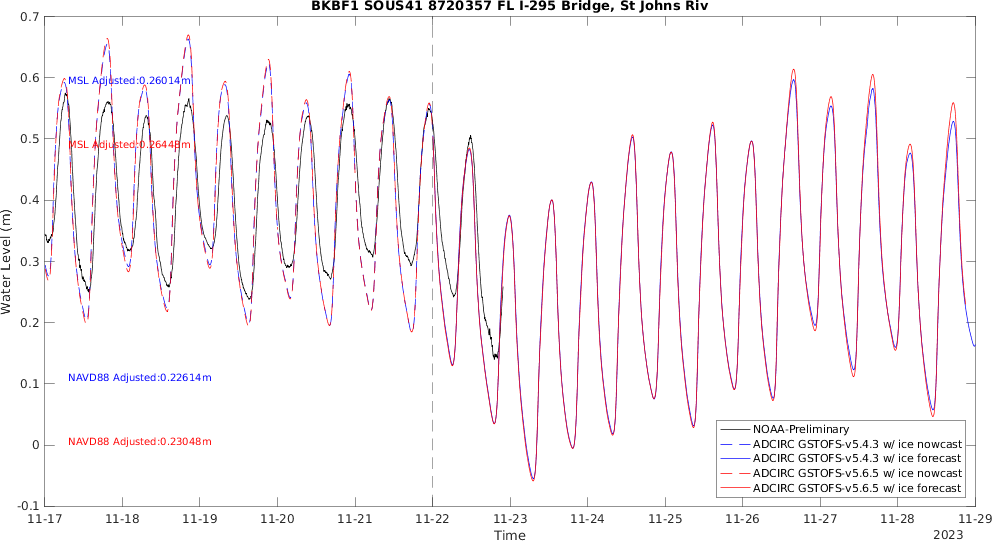 BKBF1 SOUS41 8720357 FL I-295 Bridge, St Johns Riv
0.7
0.6
0.5
0.4
0.3
0.2
0.1
0
-0.1
Water Level (m)
MSL Adjusted:0.26014m
MSL Adjusted:0.26448m
NAVD88 Adjusted:0.22614m
NAVD88 Adjusted:0.23048m
NOAA-Preliminary
ADCIRC GSTOFS-v5.4.3 w/ ice nowcast
ADCIRC GSTOFS-v5.4.3 w/ ice forecast
ADCIRC GSTOFS-v5.6.5 w/ ice nowcast
ADCIRC GSTOFS-v5.6.5 w/ ice forecast
11-17 11-18 11-19 11-20 11-21 11-22 11-23 11-24 11-25 11-26 11-27 11-28 11-29
Time
2023